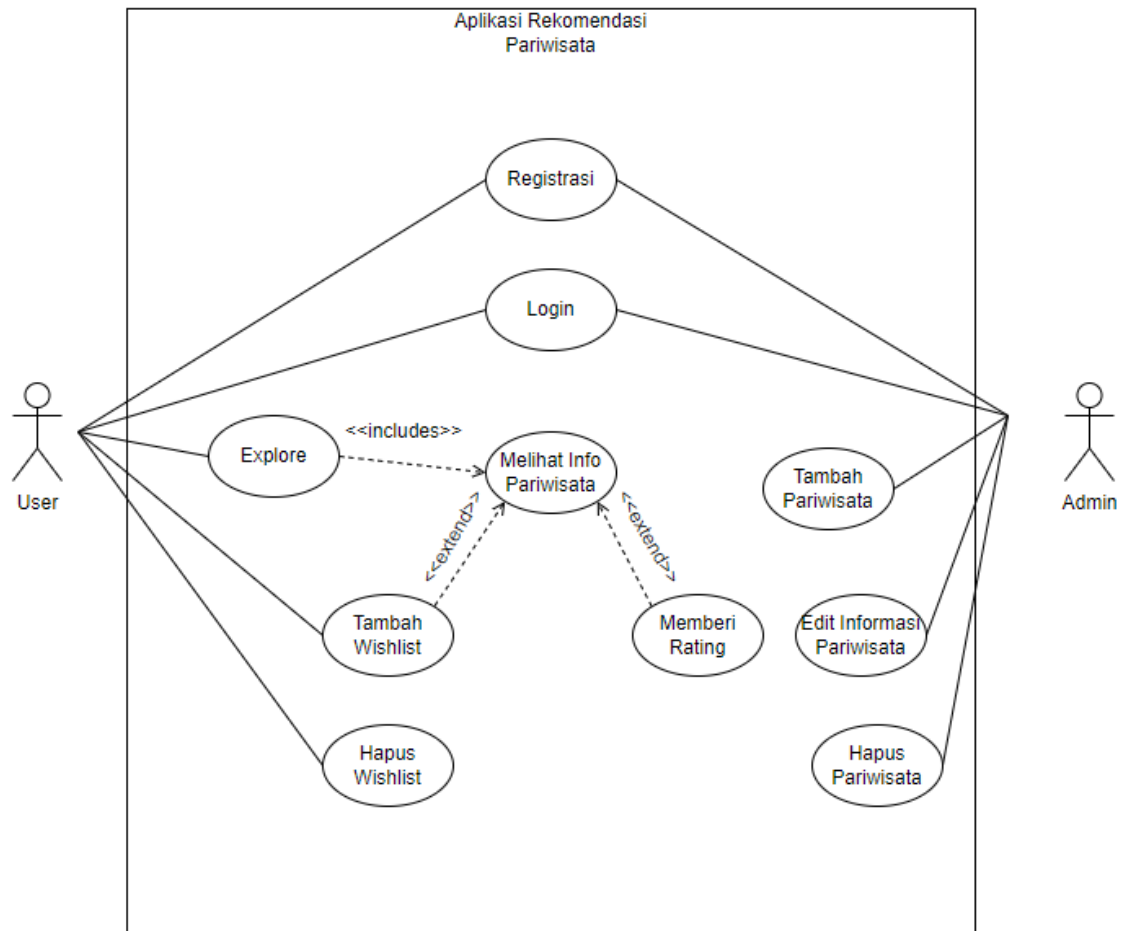 Aplikasi Rekomendasi
Pariwisata
Registrasi
Login
<<includes>>
Explore
Melihat Info
Pariwisata
Tambah
Pariwisata
User
Admin
<<extend>>
<<extend>>
Tambah
Wishlist
Memberi
Rating
Edit Informasi
Pariwisata
Hapus
Wishlist
Hapus
Pariwisata